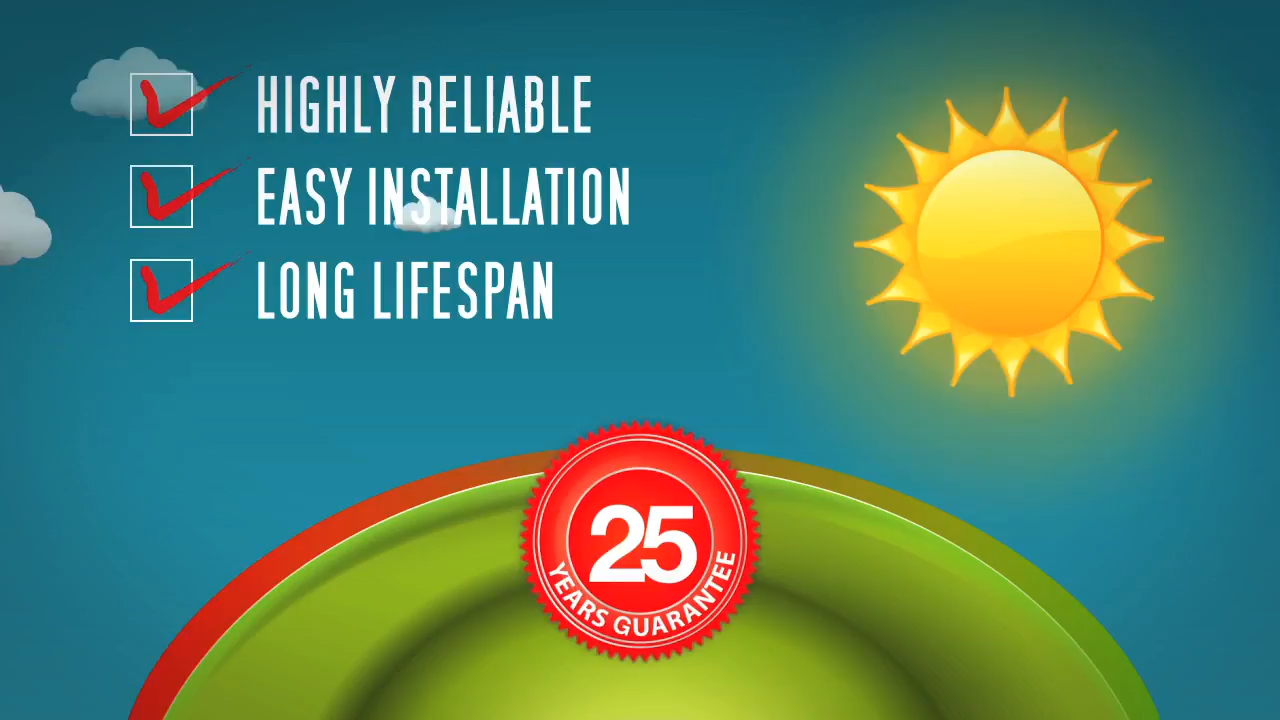 HIGHLY RELIABLE
EASY INSTALLATION
LONG LIFESPAN
25
YEARS GUARANTEE